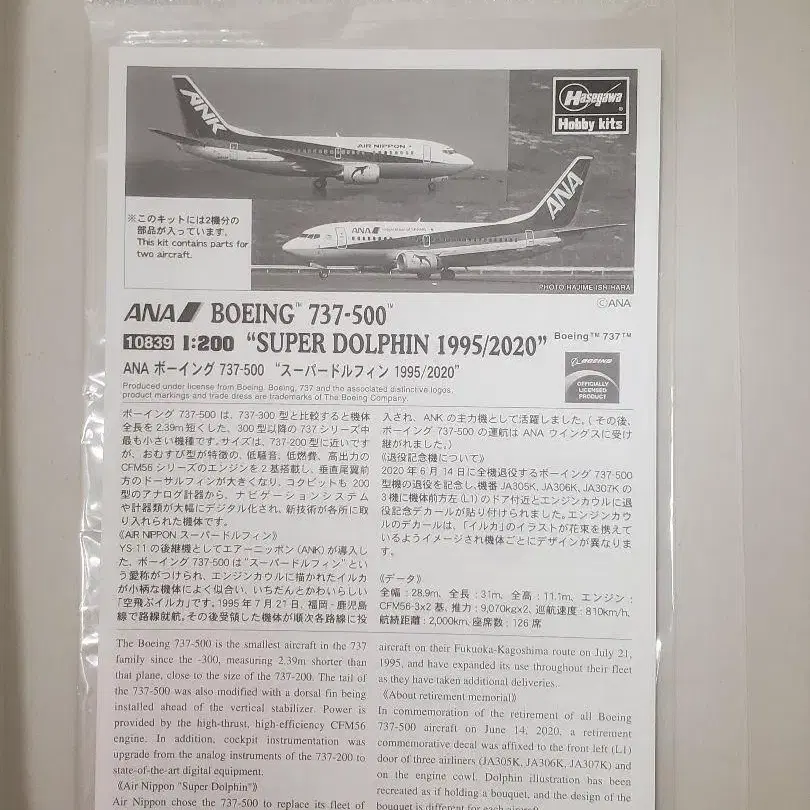 ANK
AIR NIPPON
Hasegawa
Hobby kits
ANA
ANA
※このキットには2機分の
部品が入っています。
This kit contains parts for
two aircraft.
PHOTO HAJIME ISHIHARA
©ANA
ANA BOEING™ 737-500™
10839 1:200 “SUPER DOLPHIN 1995/2020” Boeing™ 737™
ANA ボーイング 737-500 “スーパードルフィン 1995/2020”
Produced under license from Boeing. Boeing, 737 and the associated distinctive logos,
product markings and trade dress are trademarks of The Boeing Company.
BOEING
OFFICIALLY
LICENSED
PRODUCT
ボーイング 737-500 は、737-300 型と比較すると機体
全長を 2.39m 短くした、300 型以降の 737 シリーズ中
最も小さい機種です。サイズは、737-200 型に近いです
が、おむすび型が特徴の、低騒音、低燃費、高出力の
CFM56 シリーズのエンジンを 2 基搭載し、垂直尾翼前
方のドーサルフィンが大きくなり、コクピットも 200
型のアナログ計器から、ナビゲーションシステム
や計器類が大幅にデジタル化され、新技術が各所に取
り入れられた機体です。
《AIR NIPPON スーパードルフィン》
YS-11 の後継機としてエアーニッポン (ANK) が導入し
た、ボーイング 737-500 は“スーパードルフィン”とい
う愛称がつけられ、エンジンカウルに描かれたイルカ
が小柄な機体によく似合い、いちだんとかわいらしい
「空飛ぶイルカ」です。1995 年 7 月 21 日、福岡・鹿児島
線で路線就航。その後受領した機体が順次各路線に投
入され、ANK の主力機として活躍しました。( その後、
ボーイング 737-500 の運航は ANA ウイングスに受け
継がれました。)
《退役記念機について》
2020 年 6 月 14 日に全機退役するボーイング 737-500
型機の退役を記念し、機番 JA305K、JA306K、JA307K の
3 機に機体前方左 (L1) のドア付近とエンジンカウルに退
役記念デカールが貼り付けられました。エンジンカウ
ルのデカールは、「イルカ」のイラストが花束を携えて
いるようイメージされ機体ごとにデザインが異なりま
す。
《データ》
全幅：28.9m、全長：31m、全高：11.1m、エンジン：
CFM56-3x2 基、推力：9,070kgx2、巡航速度：810km/h、
航続距離：2,000km、座席数：126 席
The Boeing 737-500 is the smallest aircraft in the 737
family since the -300, measuring 2.39m shorter than
that plane, close to the size of the 737-200. The tail of
the 737-500 was also modified with a dorsal fin being
installed ahead of the vertical stabilizer. Power is
provided by the high-thrust, high-efficiency CFM56
engine. In addition, cockpit instrumentation was
upgrade from the analog instruments of the 737-200 to
state-of-the-art digital equipment.
《Air Nippon "Super Dolphin"》
Air Nippon chose the 737-500 to replace its fleet of
aircraft on their Fukuoka-Kagoshima route on July 21,
1995, and have expanded its use throughout their fleet
as they have taken additional deliveries.
《About retirement memorial》
In commemoration of the retirement of all Boeing
737-500 aircraft on June 14, 2020, a retirement
commemorative decal was affixed to the front left (L1)
door of three airliners (JA305K, JA306K, JA307K) and
on the engine cowl. Dolphin illustration has been
recreated as if holding a bouquet, and the design of the
bouquet is different for each aircraft.